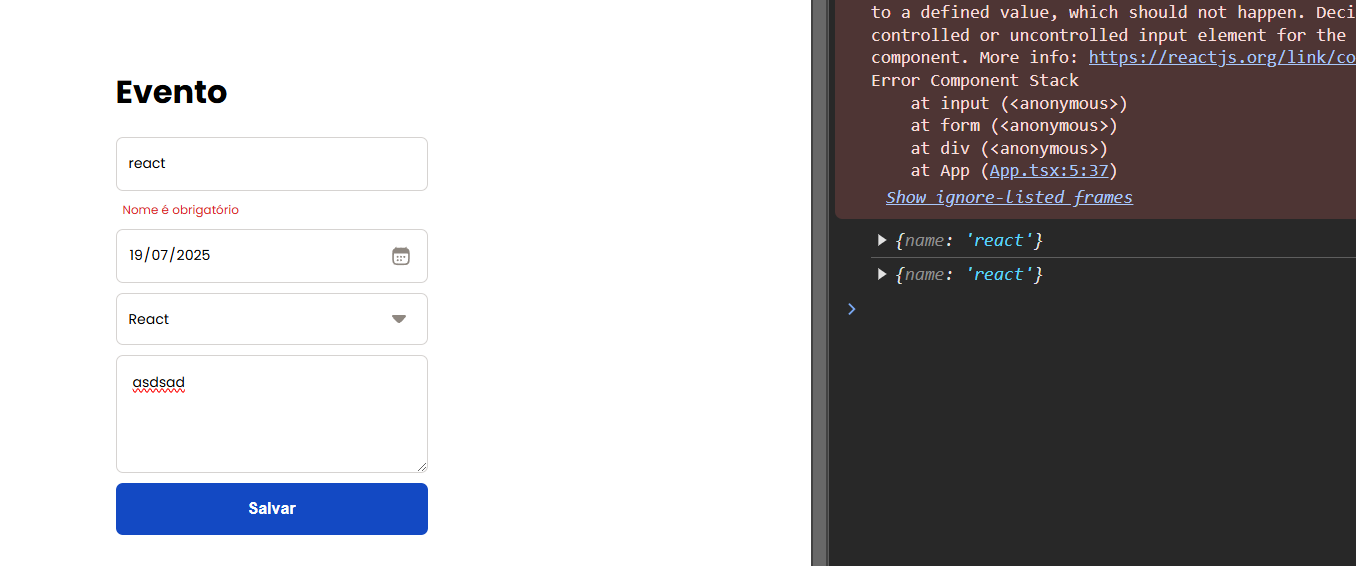 Evento
react
Nome é obrigatório
19/07/2025
React
asdsad
Salvar
to a defined value, which should not happen. Deci
controlled or uncontrolled input element for the
component. More info: https://reactjs.org/link/co
Error Component Stack
at input (<anonymous>)
at form (<anonymous>)
at div (<anonymous>)
at App (App.tsx:5:37)
Show ignore-listed frames
▶ {name: 'react'}
▶ {name: 'react'}
>